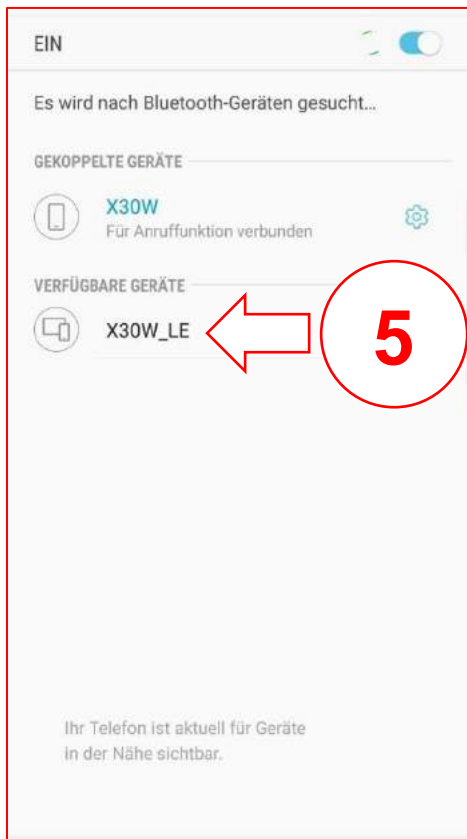 EIN
Es wird nach Bluetooth-Geräten gesucht...
GEKOPPELTE GERÄTE
X30W
Für Anruffunktion verbunden
VERFÜGBARE GERÄTE
X30W_LE
5
Ihr Telefon ist aktuell für Geräte
in der Nähe sichtbar.